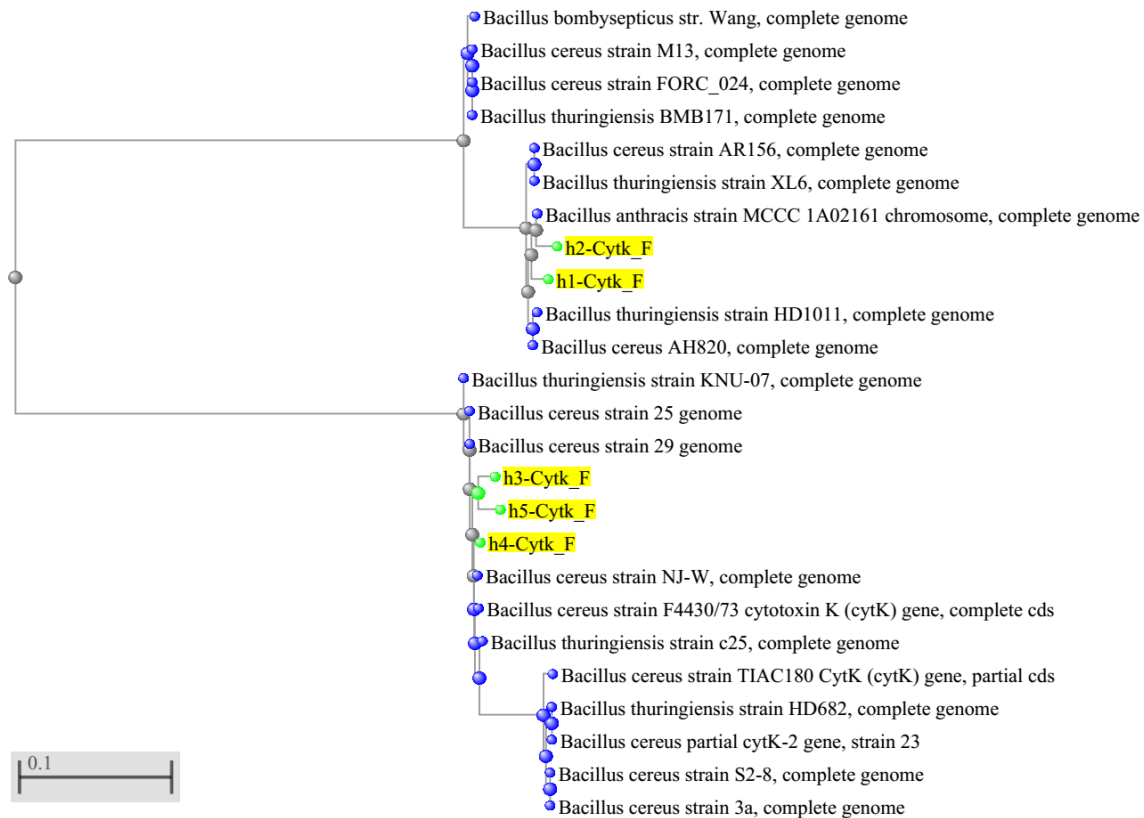 Bacillus bombysepticus str. Wang, complete genome
Bacillus cereus strain M13, complete genome
Bacillus cereus strain FORC_024, complete genome
Bacillus thuringiensis BMB171, complete genome
Bacillus cereus strain AR156, complete genome
Bacillus thuringiensis strain XL6, complete genome
Bacillus anthracis strain MCCC 1A02161 chromosome, complete genome
h2-Cytk_F
h1-Cytk_F
Bacillus thuringiensis strain HD1011, complete genome
Bacillus cereus AH820, complete genome
Bacillus thuringiensis strain KNU-07, complete genome
Bacillus cereus strain 25 genome
Bacillus cereus strain 29 genome
h3-Cytk_F
h5-Cytk_F
h4-Cytk_F
Bacillus cereus strain NJ-W, complete genome
Bacillus cereus strain F4430/73 cytotoxin K (cytK) gene, complete cds
Bacillus thuringiensis strain c25, complete genome
Bacillus cereus strain TIAC180 CytK (cytK) gene, partial cds
Bacillus thuringiensis strain HD682, complete genome
Bacillus cereus partial cytK-2 gene, strain 23
Bacillus cereus strain S2-8, complete genome
Bacillus cereus strain 3a, complete genome
0.1